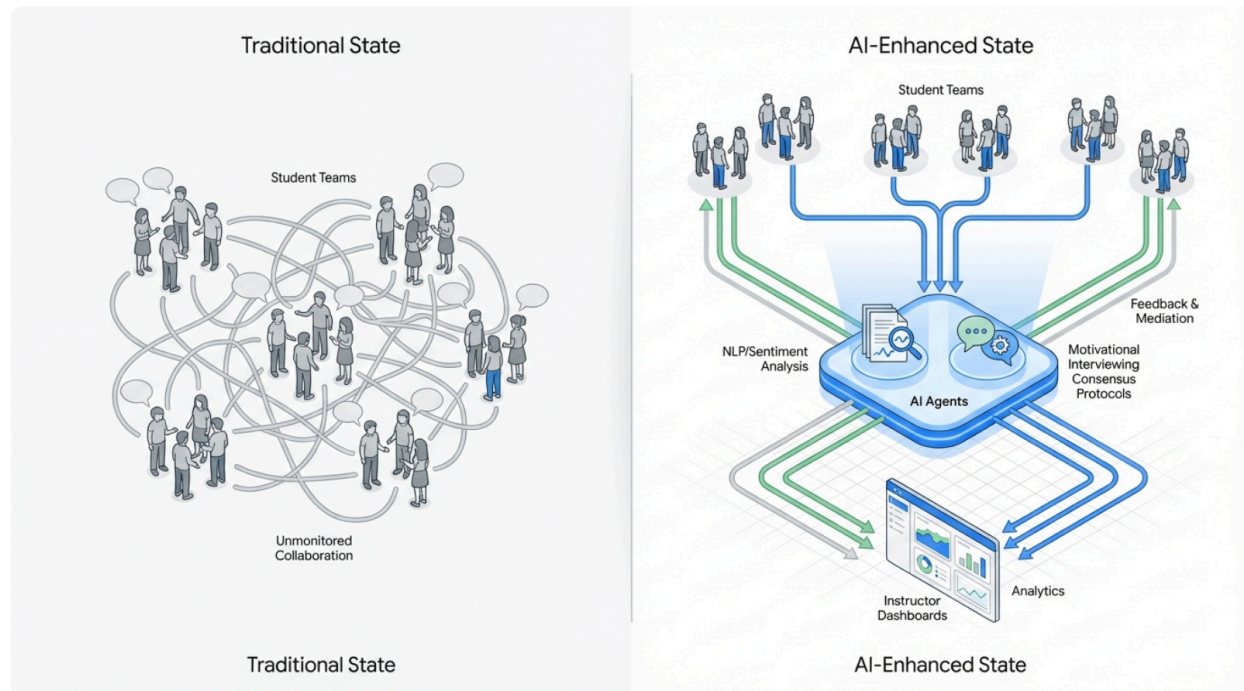 Traditional State
Student Teams
Unmonitored
Collaboration
Traditional State
AI-Enhanced State
Student Teams
Feedback &
Mediation
NLP/Sentiment
Analysis
Motivational
Interviewing
Consensus
Protocols
AI Agents
Analytics
Instructor
Dashboards
AI-Enhanced State